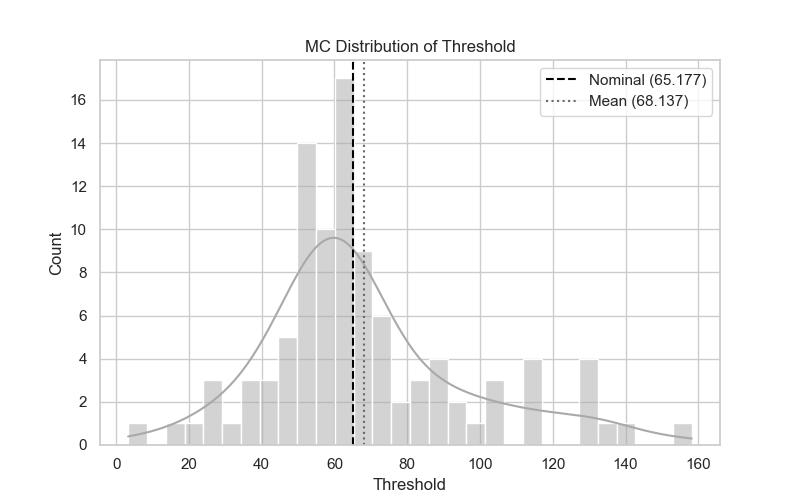 MC Distribution of Threshold
Nominal (65.177)
Mean (68.137)
Count
16
14
12
10
8
6
4
2
0
0 20 40 60 80 100 120 140 160
Threshold